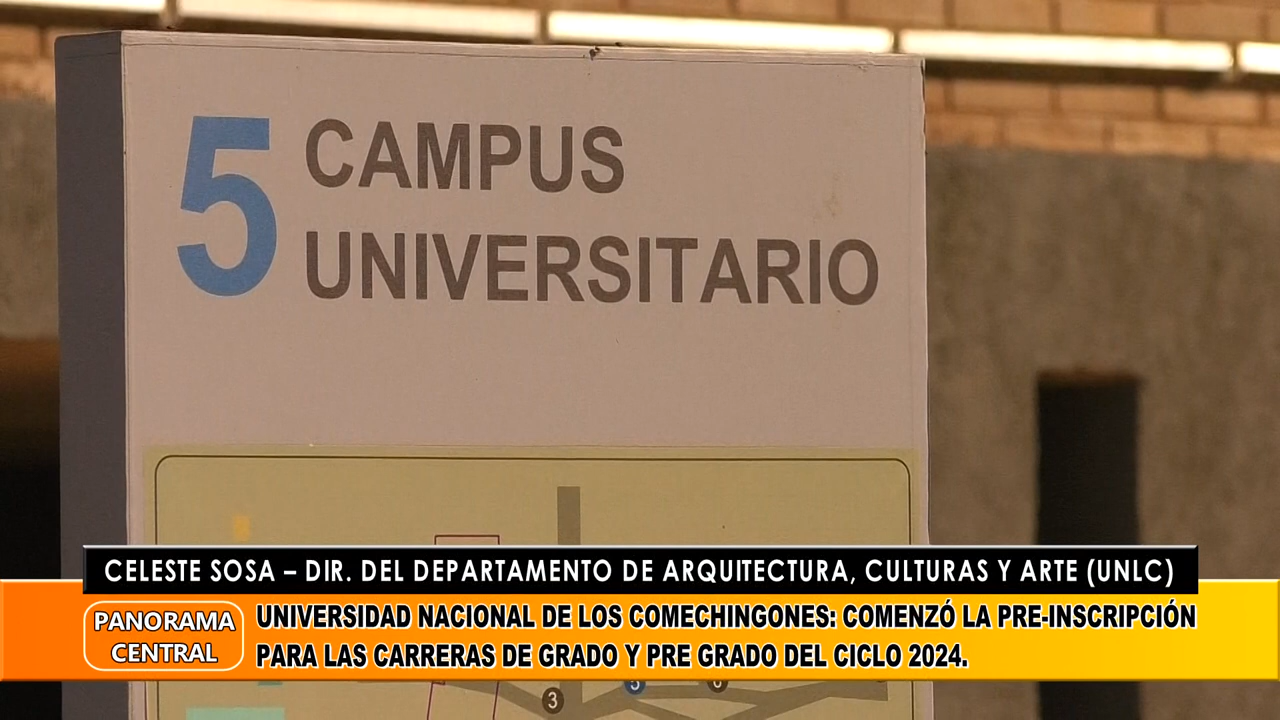 5 CAMPUS
UNIVERSITARIO
CELESTE SOSA – DIR. DEL DEPARTAMENTO DE ARQUITECTURA, CULTURAS Y ARTE (UNLC)
PANORAMA
CENTRAL
UNIVERSIDAD NACIONAL DE LOS COMECHINGONES: COMENZÓ LA PRE-INSCRIPCIÓN
PARA LAS CARRERAS DE GRADO Y PRE GRADO DEL CICLO 2024.
3
5
6